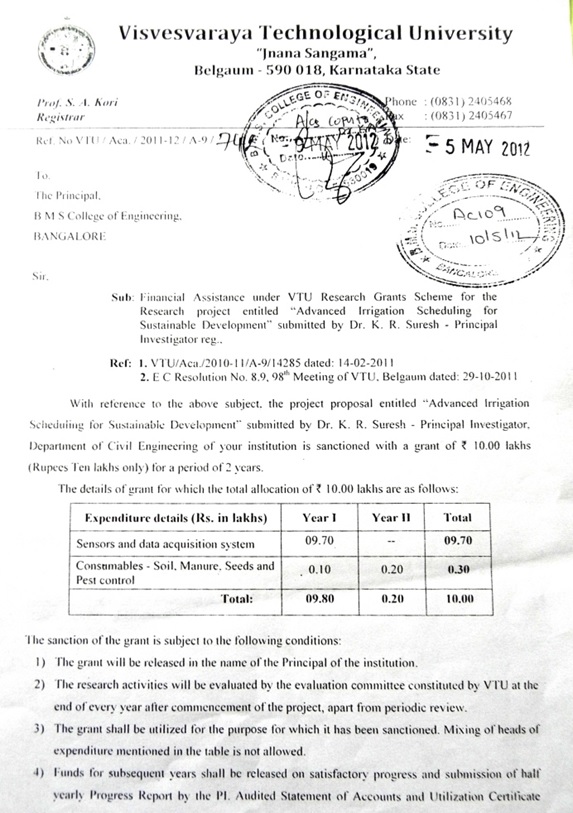 Visvesvaraya Technological University
"Jnana Sangama",
Belgaum - 590 018, Karnataka State
Prof. S. A. Kori
Registrar
Phone : (0831) 2405468
Fax : (0831) 2405467
Ref. No VTU / Aca. / 2011-12 / A-9 /
- 5 MAY 2012
B.M.S. COLLEGE OF ENGINEERING
No.
MAY 2012
Date
To.
The Principal,
B M S College of Engineering,
BANGALORE
B.M.S. COLLEGE OF ENGINEERING
No. Ac109
Date 10/5/12
BANGALORE
Sir,
Sub: Financial Assistance under VTU Research Grants Scheme for the
Research project entitled "Advanced Irrigation Scheduling for
Sustainable Development" submitted by Dr. K. R. Suresh - Principal
Investigator reg..
Ref: 1. VTU/Aca./2010-11/A-9/14285 dated: 14-02-2011
2. E C Resolution No. 8.9, 98th Meeting of VTU, Belgaum dated: 29-10-2011
With reference to the above subject, the project proposal entitled "Advanced Irrigation
Scheduling for Sustainable Development" submitted by Dr. K. R. Suresh - Principal Investigator,
Department of Civil Engineering of your institution is sanctioned with a grant of ₹ 10.00 lakhs
(Rupees Ten lakhs only) for a period of 2 years.
The details of grant for which the total allocation of ₹ 10.00 lakhs are as follows:
Expenditure details (Rs. in lakhs) Year I Year II Total
Sensors and data acquisition system 09.70 -- 09.70
Consumables - Soil, Manure, Seeds and
Pest control 0.10 0.20 0.30
Total: 09.80 0.20 10.00
The sanction of the grant is subject to the following conditions:
1) The grant will be released in the name of the Principal of the institution.
2) The research activities will be evaluated by the evaluation committee constituted by VTU at the
end of every year after commencement of the project, apart from periodic review.
3) The grant shall be utilized for the purpose for which it has been sanctioned. Mixing of heads of
expenditure mentioned in the table is not allowed.
4) Funds for subsequent years shall be released on satisfactory progress and submission of half
yearly Progress Report by the PI, Audited Statement of Accounts and Utilization Certificate